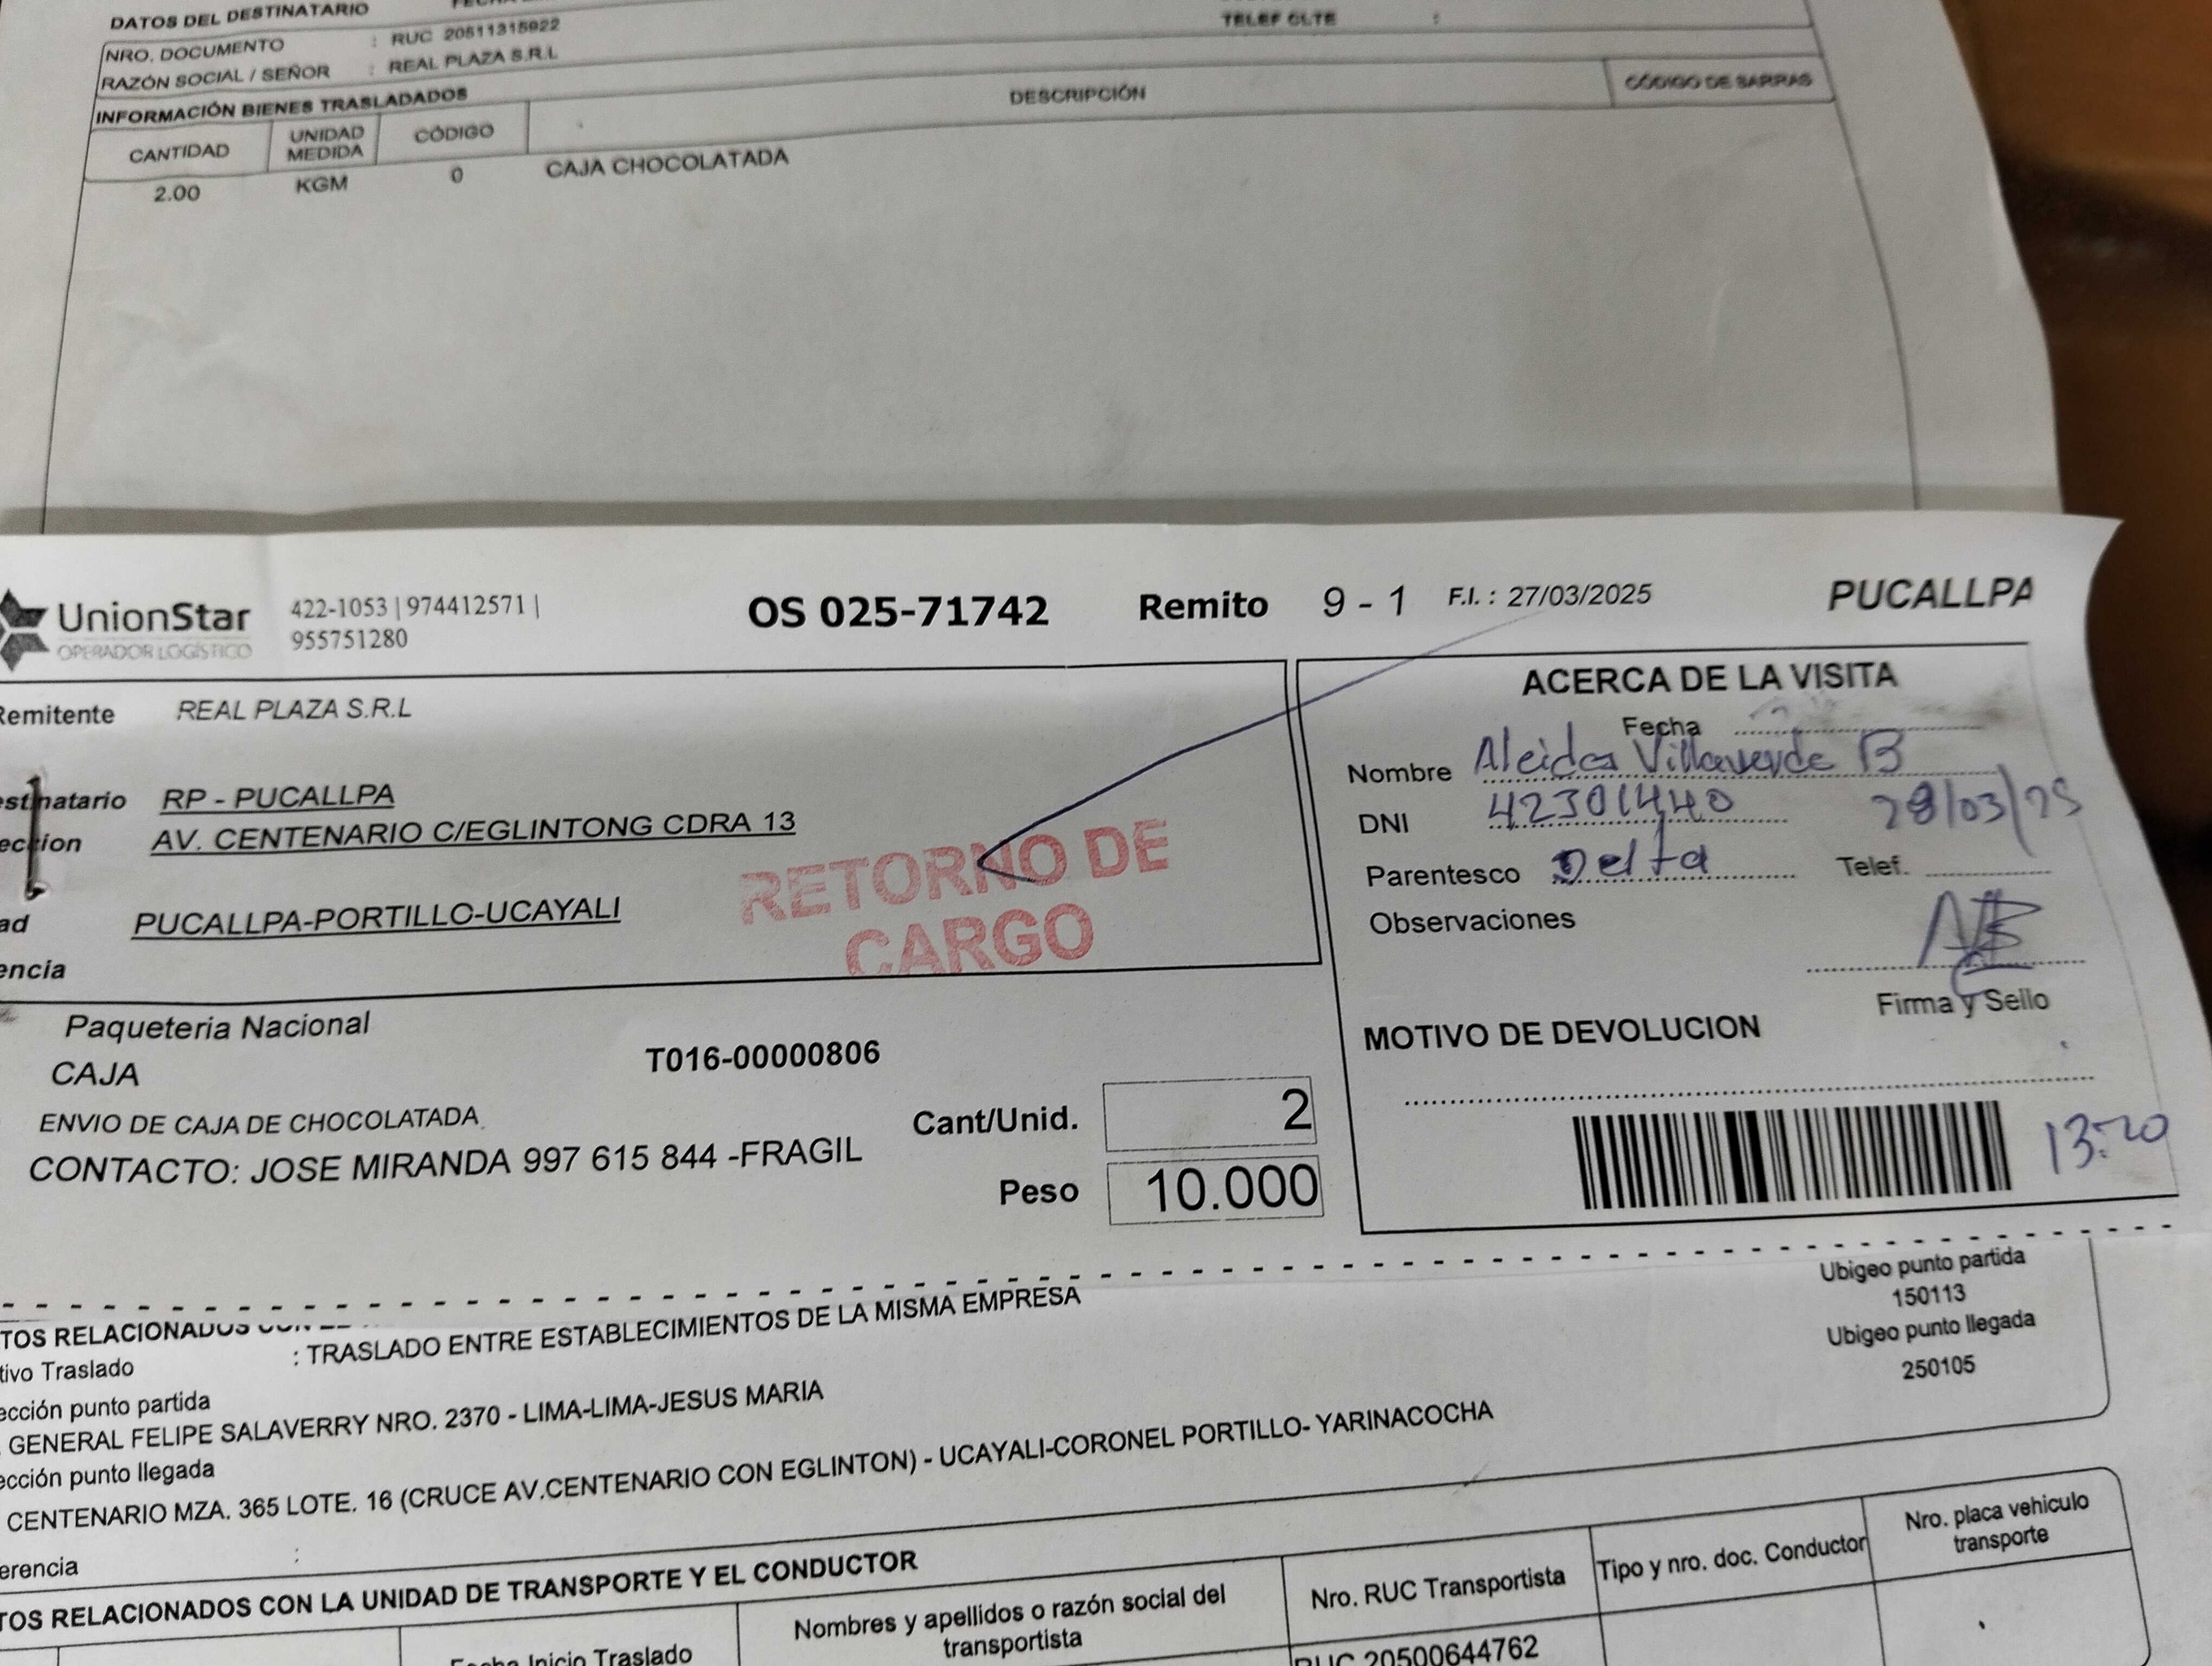 DATOS DEL DESTINATARIO
NRO. DOCUMENTO : RUC 20511315922
TELEF CLTE :
RAZÓN SOCIAL / SEÑOR : REAL PLAZA S.R.L
INFORMACIÓN BIENES TRASLADADOS
CANTIDAD UNIDAD MEDIDA CÓDIGO DESCRIPCIÓN CÓDIGO DE BARRAS
2.00 KGM 0 CAJA CHOCOLATADA
UnionStar
OPERADOR LOGÍSTICO
422-1053 | 974412571 |
955751280
OS 025-71742 Remito 9 - 1 F.I. : 27/03/2025 PUCALLPA
Remitente REAL PLAZA S.R.L
estinatario RP - PUCALLPA
eccion AV. CENTENARIO C/EGLINTONG CDRA 13
ad PUCALLPA-PORTILLO-UCAYALI
encia
RETORNO DE
CARGO
ACERCA DE LA VISITA
Fecha
Nombre Aleida Villaverde B
DNI 42301440 28/03/25
Parentesco Delta Telef.
Observaciones
Firma y Sello
MOTIVO DE DEVOLUCION
13:20
Paqueteria Nacional
CAJA
T016-00000806
ENVIO DE CAJA DE CHOCOLATADA
CONTACTO: JOSE MIRANDA 997 615 844 -FRAGIL
Cant/Unid. 2
Peso 10.000
TOS RELACIONADOS CON
tivo Traslado : TRASLADO ENTRE ESTABLECIMIENTOS DE LA MISMA EMPRESA
Ubigeo punto partida
150113
Ubigeo punto llegada
250105
ección punto partida
. GENERAL FELIPE SALAVERRY NRO. 2370 - LIMA-LIMA-JESUS MARIA
ección punto llegada
CENTENARIO MZA. 365 LOTE. 16 (CRUCE AV.CENTENARIO CON EGLINTON) - UCAYALI-CORONEL PORTILLO- YARINACOCHA
erencia :
TOS RELACIONADOS CON LA UNIDAD DE TRANSPORTE Y EL CONDUCTOR
Fecha Inicio Traslado
Nombres y apellidos o razón social del
transportista
Nro. RUC Transportista
Tipo y nro. doc. Conductor
Nro. placa vehiculo
transporte
RUC 20500644762